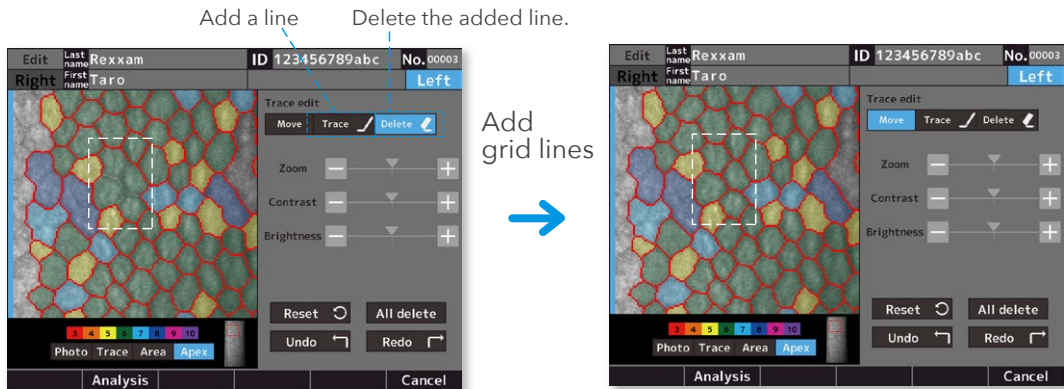 Add a line Delete the added line.
Edit Last name Rexxam ID 123456789abc No. 00003
Right First name Taro Left
Trace edit
Move Trace Delete
Zoom
Contrast
Brightness
Reset All delete
3 4 5 6 7 8 9 10
Undo Redo
Photo Trace Area Apex
Analysis Cancel
Add
grid lines
Edit Last name Rexxam ID 123456789abc No. 00003
Right First name Taro Left
Trace edit
Move Trace Delete
Zoom
Contrast
Brightness
Reset All delete
3 4 5 6 7 8 9 10
Undo Redo
Photo Trace Area Apex
Analysis Cancel